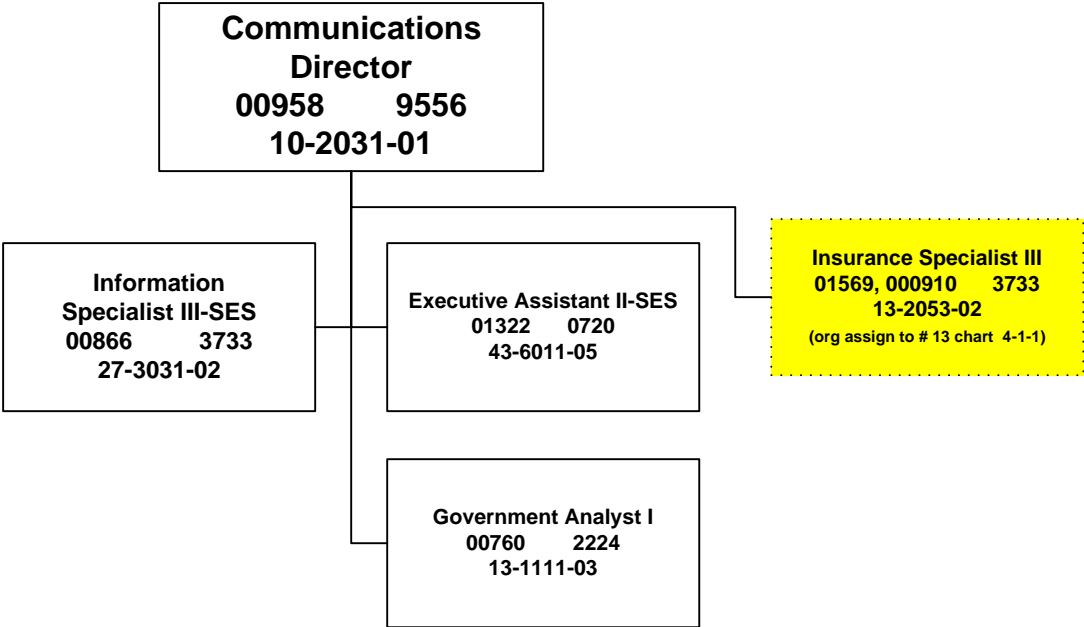 Communications
Director
00958 9556
10-2031-01
Information
Specialist III-SES
00866 3733
27-3031-02
Executive Assistant II-SES
01322 0720
43-6011-05
Insurance Specialist III
01569, 000910 3733
13-2053-02
(org assign to # 13 chart 4-1-1)
Government Analyst I
00760 2224
13-1111-03